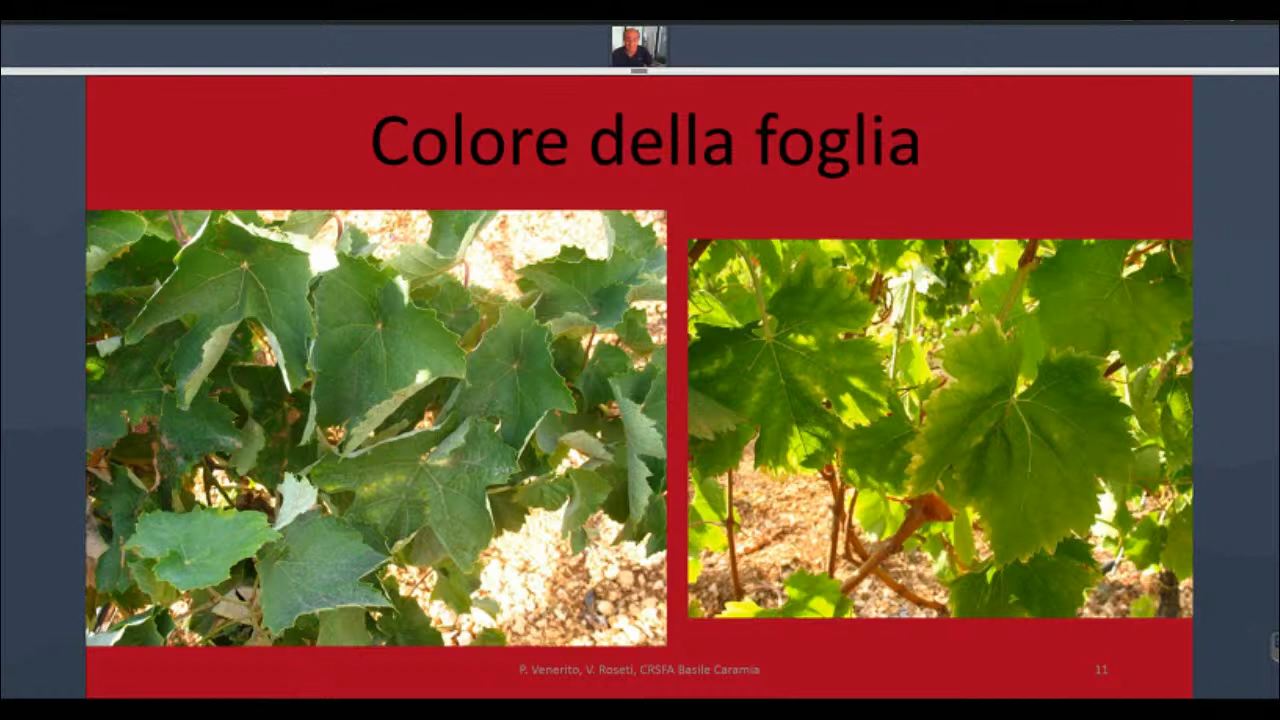 Colore della foglia
P. Venerito, V. Roseti, CRSFA Basile Caramia
11